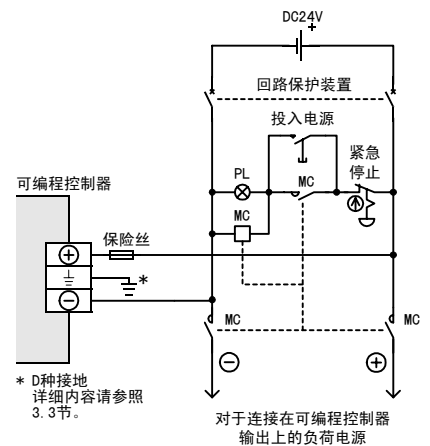 DC24V
+
回路保护装置
投入电源
紧急
停止
PL
MC
可编程控制器
MC
保险丝
+
*
−
MC
MC
−
+
* D种接地
详细内容请参照
3.3节。
对于连接在可编程控制器
输出上的负荷电源